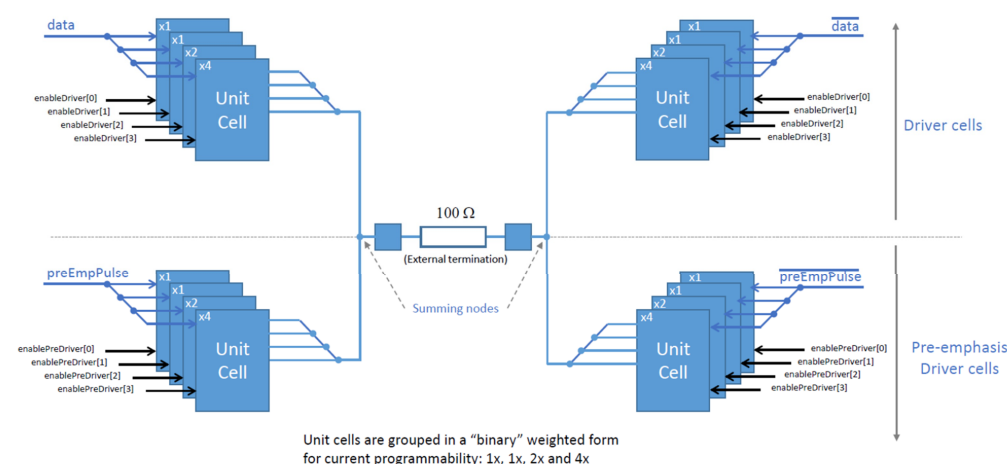 data
x1
x1
x2
x4
Unit
Cell
enableDriver[0]
enableDriver[1]
enableDriver[2]
enableDriver[3]
x1
x1
x2
x4
Unit
Cell
data
enableDriver[0]
enableDriver[1]
enableDriver[2]
enableDriver[3]
Driver cells
100 Ω
(External termination)
Summing nodes
preEmpPulse
x1
x1
x2
x4
Unit
Cell
enablePreDriver[0]
enablePreDriver[1]
enablePreDriver[2]
enablePreDriver[3]
x1
x1
x2
x4
Unit
Cell
preEmpPulse
enablePreDriver[0]
enablePreDriver[1]
enablePreDriver[2]
enablePreDriver[3]
Pre-emphasis
Driver cells
Unit cells are grouped in a “binary” weighted form
for current programmability: 1x, 1x, 2x and 4x